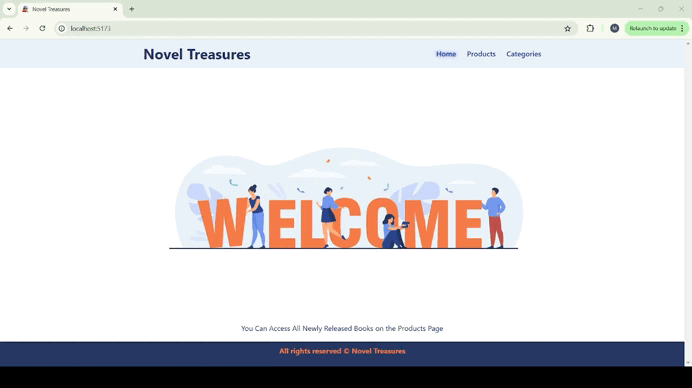 Novel Treasures
localhost:5173
Relaunch to update
Novel Treasures
Home Products Categories
WELCOME
You Can Access All Newly Released Books on the Products Page
All rights reserved © Novel Treasures